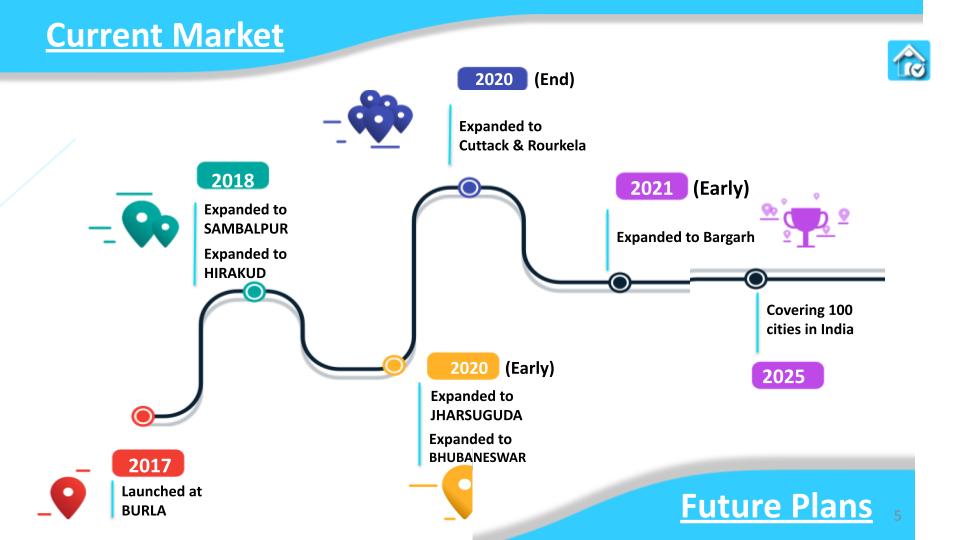 Current Market
2020 (End)
Expanded to
Cuttack & Rourkela
2018
Expanded to
SAMBALPUR
Expanded to
HIRAKUD
2021 (Early)
Expanded to Bargarh
Covering 100
cities in India
2025
2020 (Early)
Expanded to
JHARSUGUDA
Expanded to
BHUBANESWAR
2017
Launched at
BURLA
Future Plans
5